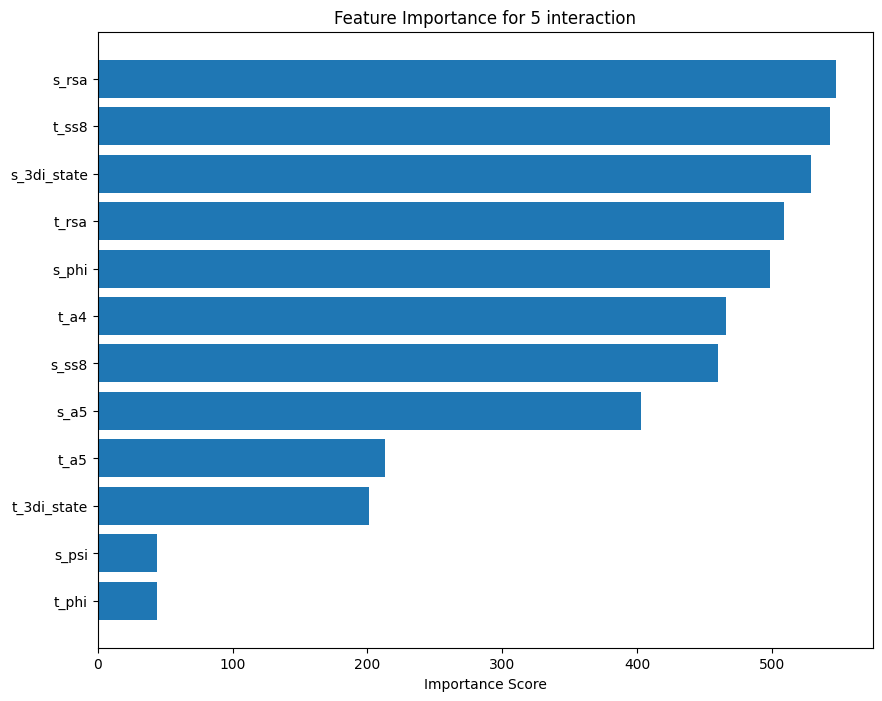 Feature Importance for 5 interaction
s_rsa
t_ss8
s_3di_state
t_rsa
s_phi
t_a4
s_ss8
s_a5
t_a5
t_3di_state
s_psi
t_phi
0 100 200 300 400 500
Importance Score